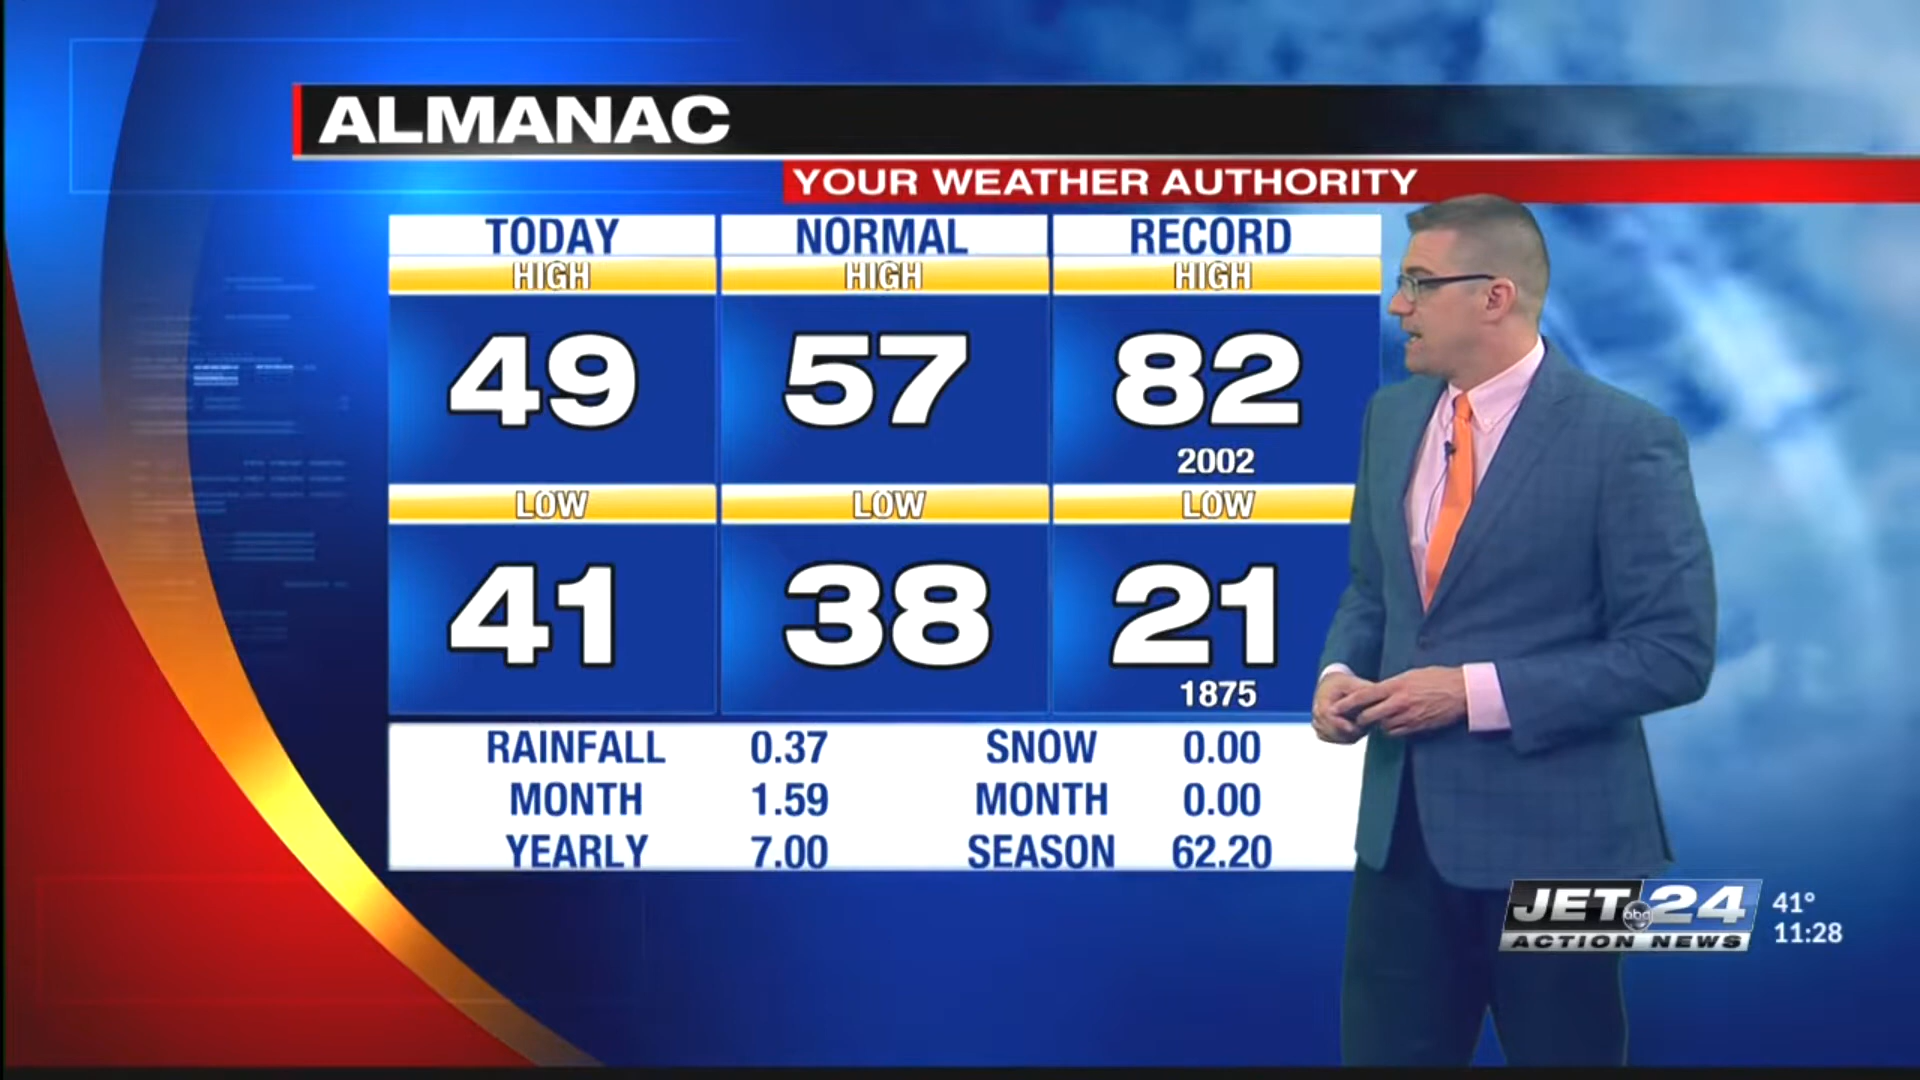 ALMANAC
YOUR WEATHER AUTHORITY
TODAY NORMAL RECORD
HIGH HIGH HIGH
49 57 82
2002
LOW LOW LOW
41 38 21
1875
RAINFALL 0.37 SNOW 0.00
MONTH 1.59 MONTH 0.00
YEARLY 7.00 SEASON 62.20
JET abc 24 41°
ACTION NEWS 11:28